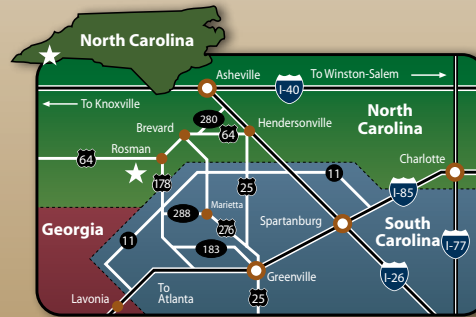 North Carolina
Asheville
To Winston-Salem
I-40
To Knoxville
280
Brevard
64
Hendersonville
North
Carolina
Rosman
64
Charlotte
178
25
11
I-85
Marietta
288
276
Georgia
11
Spartanburg
South
Carolina
I-77
183
Greenville
I-26
To
Atlanta
Lavonia
25